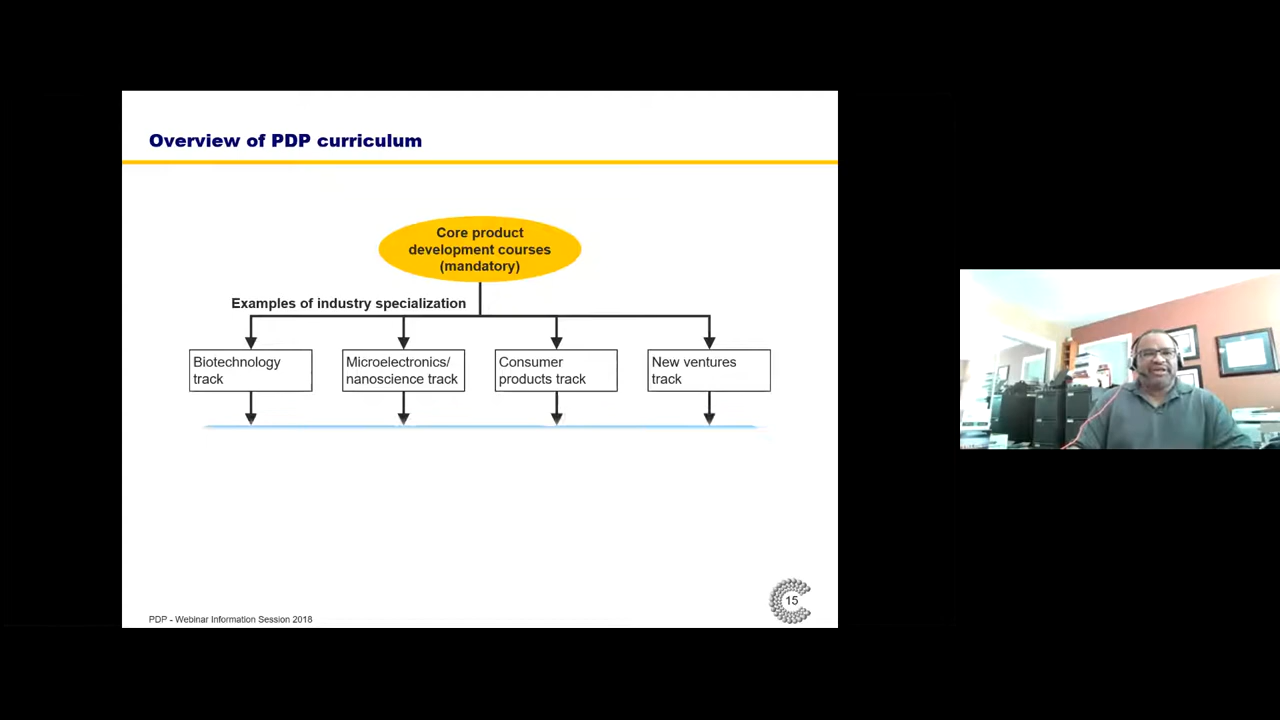 Overview of PDP curriculum
Core product
development courses
(mandatory)
Examples of industry specialization
Biotechnology
track
Microelectronics/
nanoscience track
Consumer
products track
New ventures
track
15
PDP - Webinar Information Session 2018